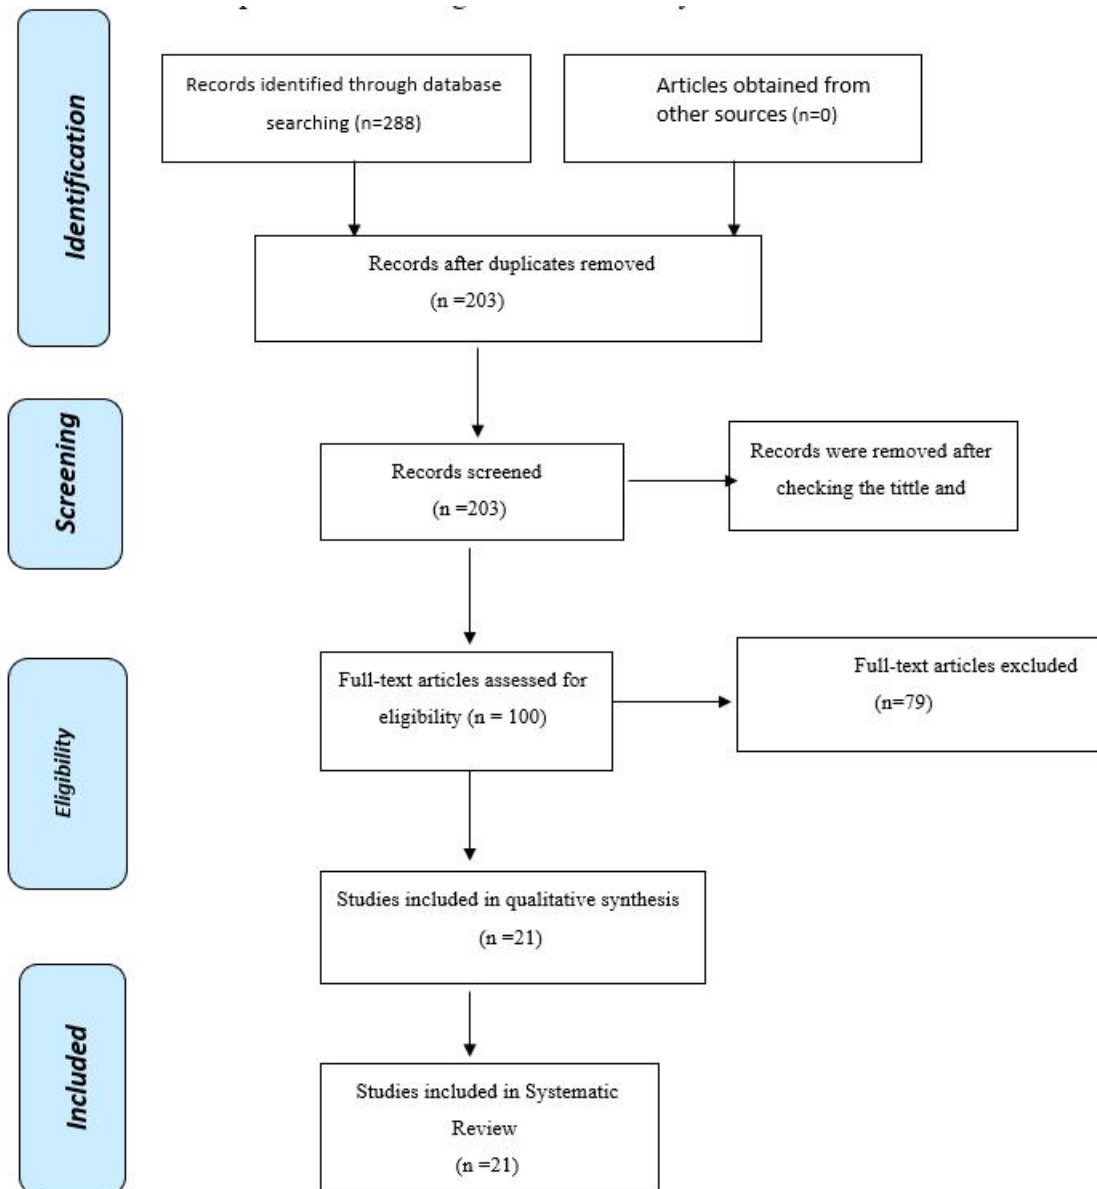 Identification
Records identified through database
searching (n=288)
Articles obtained from
other sources (n=0)
Records after duplicates removed
(n =203)
Screening
Records screened
(n =203)
Records were removed after
checking the tittle and
Eligibility
Full-text articles assessed for
eligibility (n = 100)
Full-text articles excluded
(n=79)
Studies included in qualitative synthesis
(n =21)
Included
Studies included in Systematic
Review
(n =21)